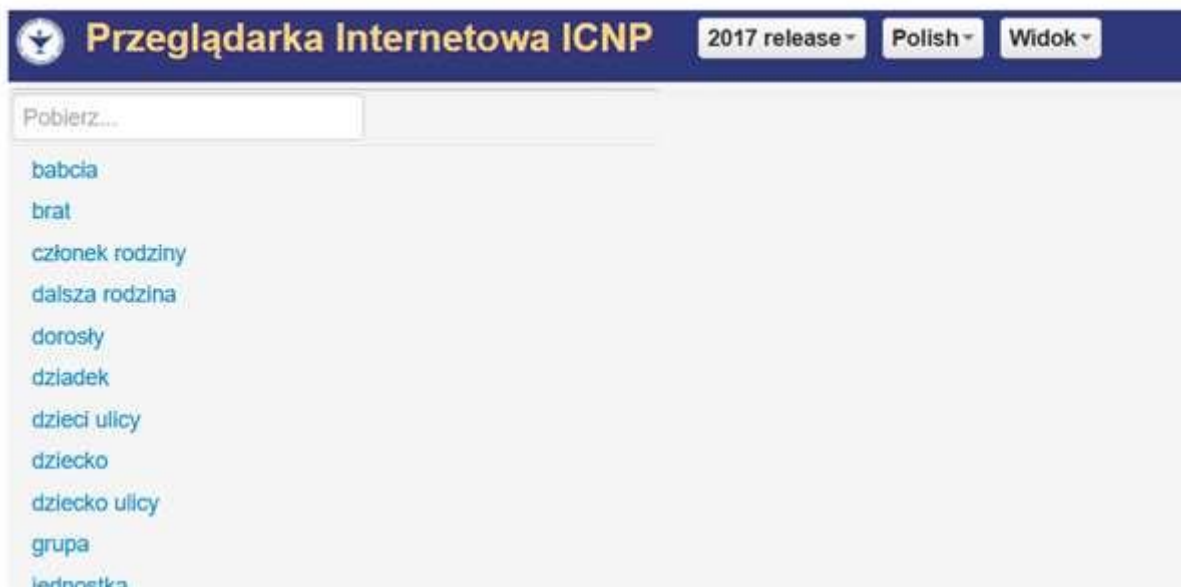 Przeglądarka Internetowa ICNP 2017 release Polish Widok
Pobierz...
babcia
brat
członek rodziny
dalsza rodzina
dorosły
dziadek
dzieci ulicy
dziecko
dziecko ulicy
grupa
jednostka